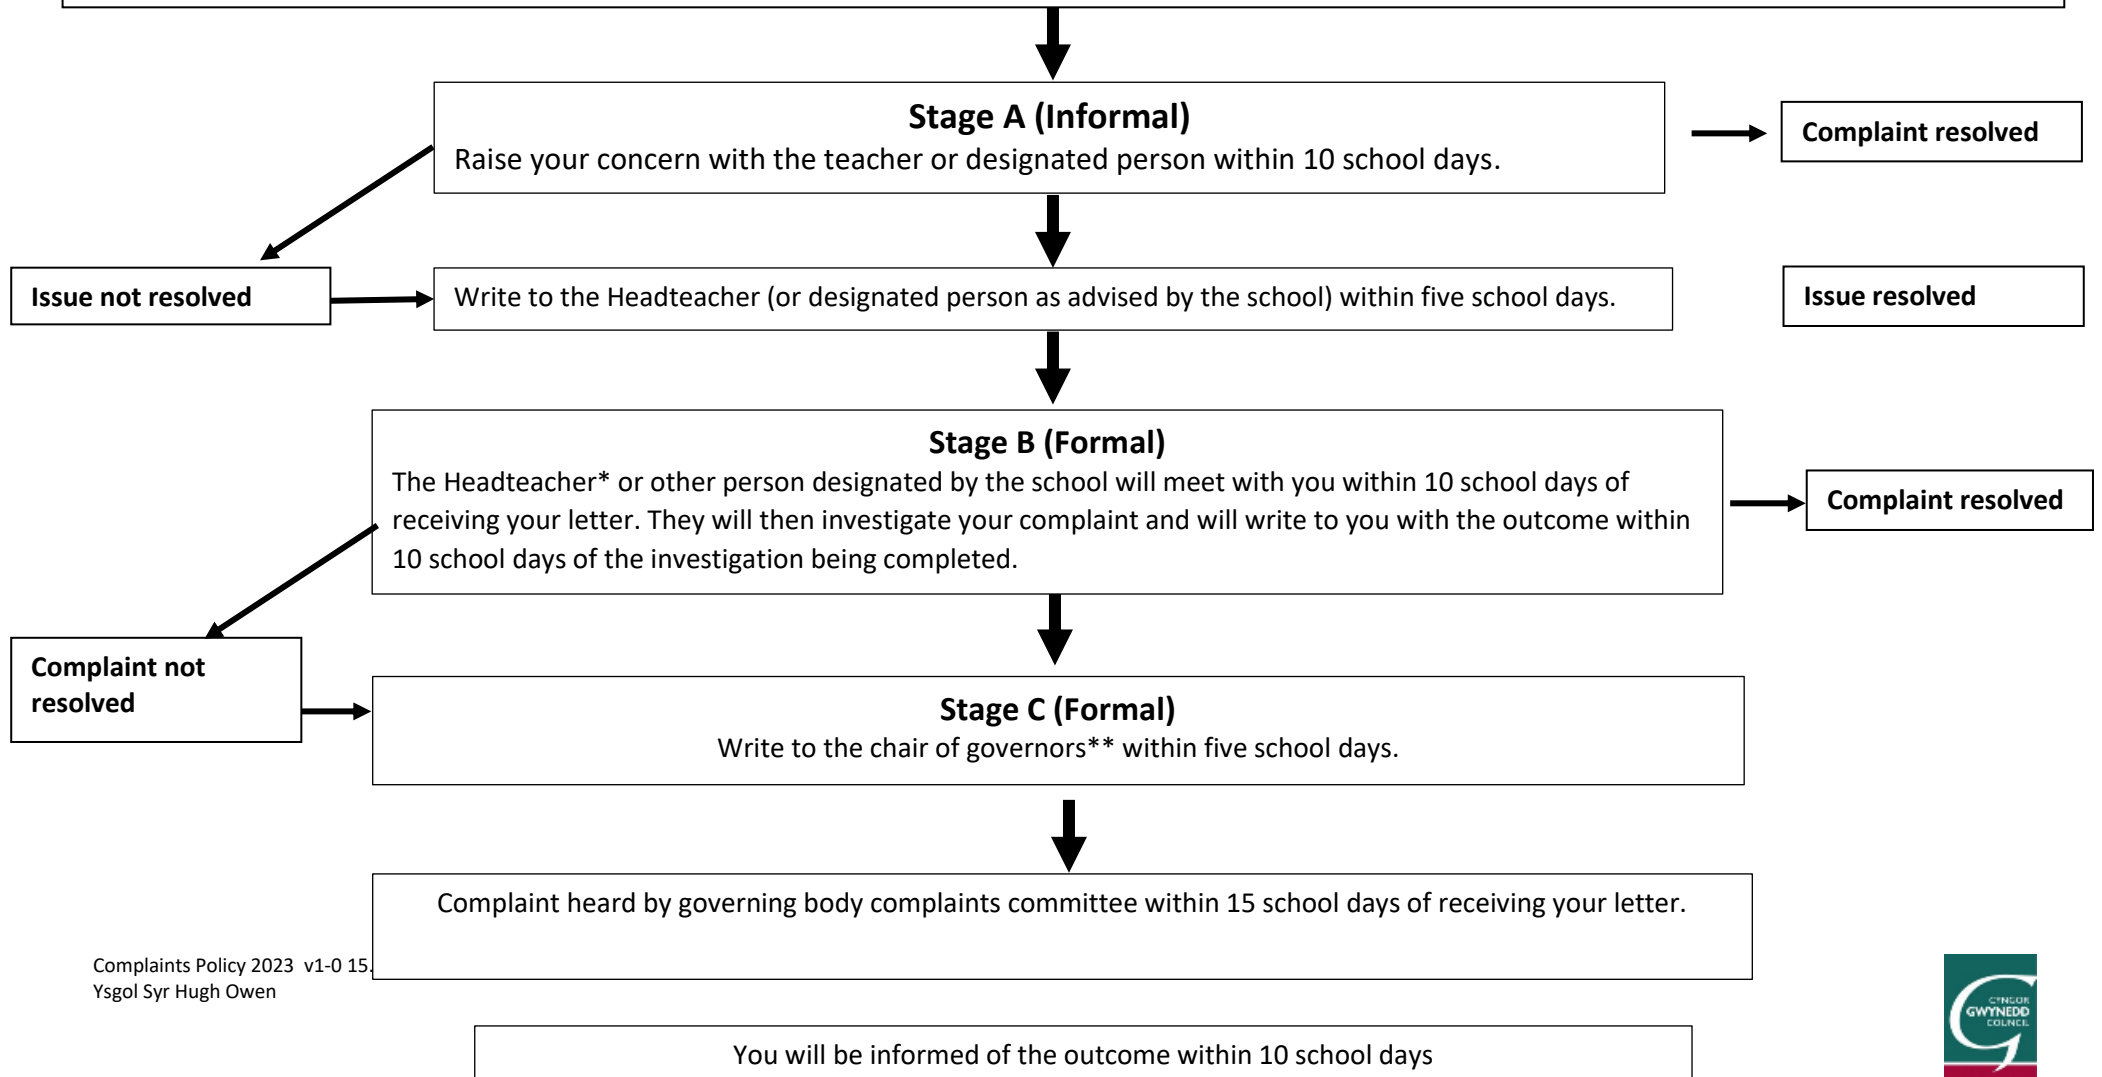 Stage A (Informal)
Raise your concern with the teacher or designated person within 10 school days.
Complaint resolved
Issue not resolved
Write to the Headteacher (or designated person as advised by the school) within five school days.
Issue resolved
Stage B (Formal)
The Headteacher* or other person designated by the school will meet with you within 10 school days of
receiving your letter. They will then investigate your complaint and will write to you with the outcome within
10 school days of the investigation being completed.
Complaint resolved
Complaint not
resolved
Stage C (Formal)
Write to the chair of governors** within five school days.
Complaint heard by governing body complaints committee within 15 school days of receiving your letter.
Complaints Policy 2023 v1-0 15.
Ysgol Syr Hugh Owen
CYNGOR
GWYNEDD
COUNCIL
You will be informed of the outcome within 10 school days